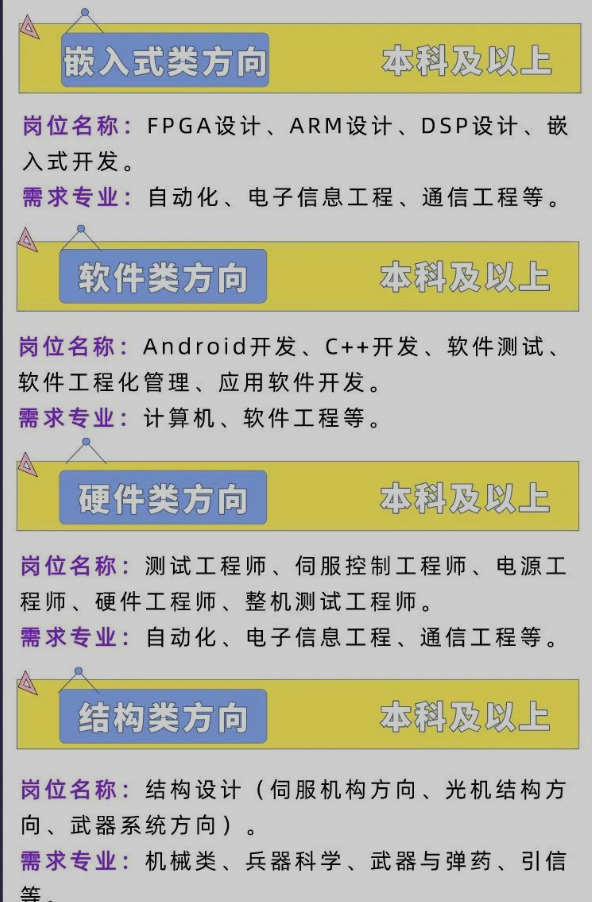 嵌入式类方向 本科及以上
岗位名称：FPGA设计、ARM设计、DSP设计、嵌
入式开发。
需求专业：自动化、电子信息工程、通信工程等。
软件类方向 本科及以上
岗位名称：Android开发、C++开发、软件测试、
软件工程化管理、应用软件开发。
需求专业：计算机、软件工程等。
硬件类方向 本科及以上
岗位名称：测试工程师、伺服控制工程师、电源工
程师、硬件工程师、整机测试工程师。
需求专业：自动化、电子信息工程、通信工程等。
结构类方向 本科及以上
岗位名称：结构设计（伺服机构方向、光机结构方
向、武器系统方向）。
需求专业：机械类、兵器科学、武器与弹药、引信
等。